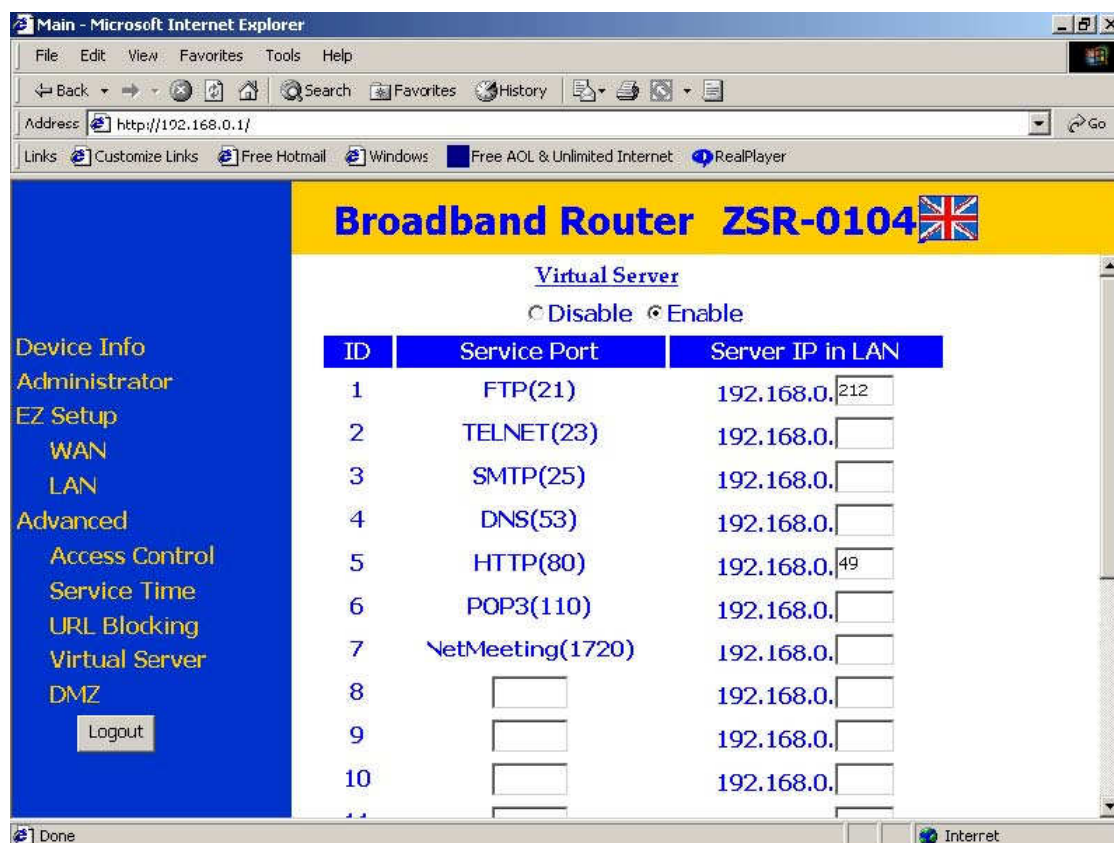 Main - Microsoft Internet Explorer
File Edit View Favorites Tools Help
Back Search Favorites History
Address http://192.168.0.1/ Go
Links Customize Links Free Hotmail Windows Free AOL & Unlimited Internet RealPlayer
Broadband Router ZSR-0104
Virtual Server
Disable Enable
ID Service Port Server IP in LAN
1 FTP(21) 192.168.0.212
2 TELNET(23) 192.168.0.
3 SMTP(25) 192.168.0.
4 DNS(53) 192.168.0.
5 HTTP(80) 192.168.0.49
6 POP3(110) 192.168.0.
7 NetMeeting(1720) 192.168.0.
8 192.168.0.
9 192.168.0.
10 192.168.0.
Device Info
Administrator
EZ Setup
WAN
LAN
Advanced
Access Control
Service Time
URL Blocking
Virtual Server
DMZ
Logout
Done Internet